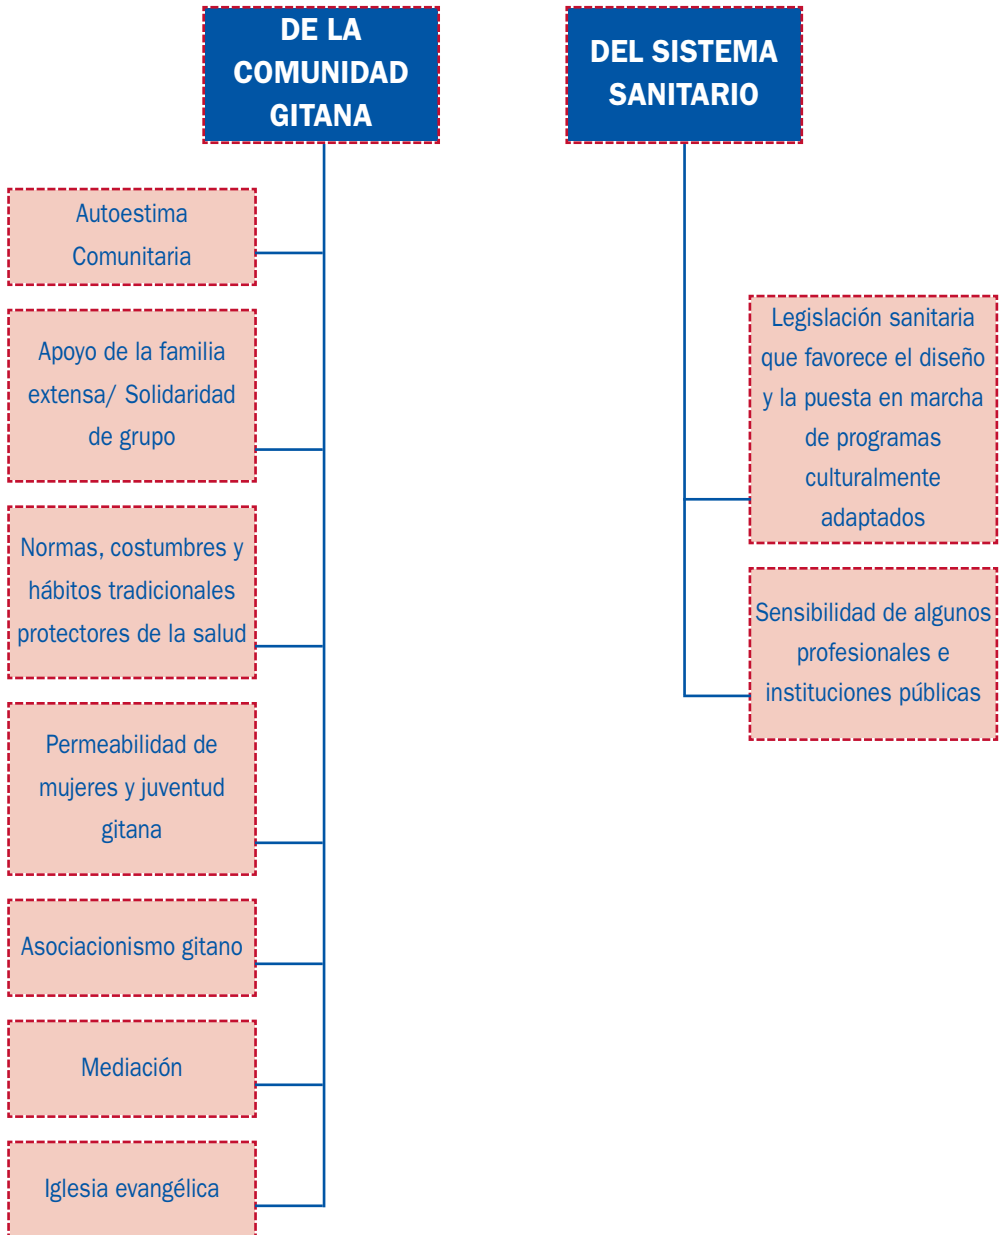 DE LA
COMUNIDAD
GITANA
Autoestima
Comunitaria
Apoyo de la familia
extensa/ Solidaridad
de grupo
Normas, costumbres y
hábitos tradicionales
protectores de la salud
Permeabilidad de
mujeres y juventud
gitana
Asociacionismo gitano
Mediación
Iglesia evangélica
DEL SISTEMA
SANITARIO
Legislación sanitaria
que favorece el diseño
y la puesta en marcha
de programas
culturalmente
adaptados
Sensibilidad de algunos
profesionales e
instituciones públicas